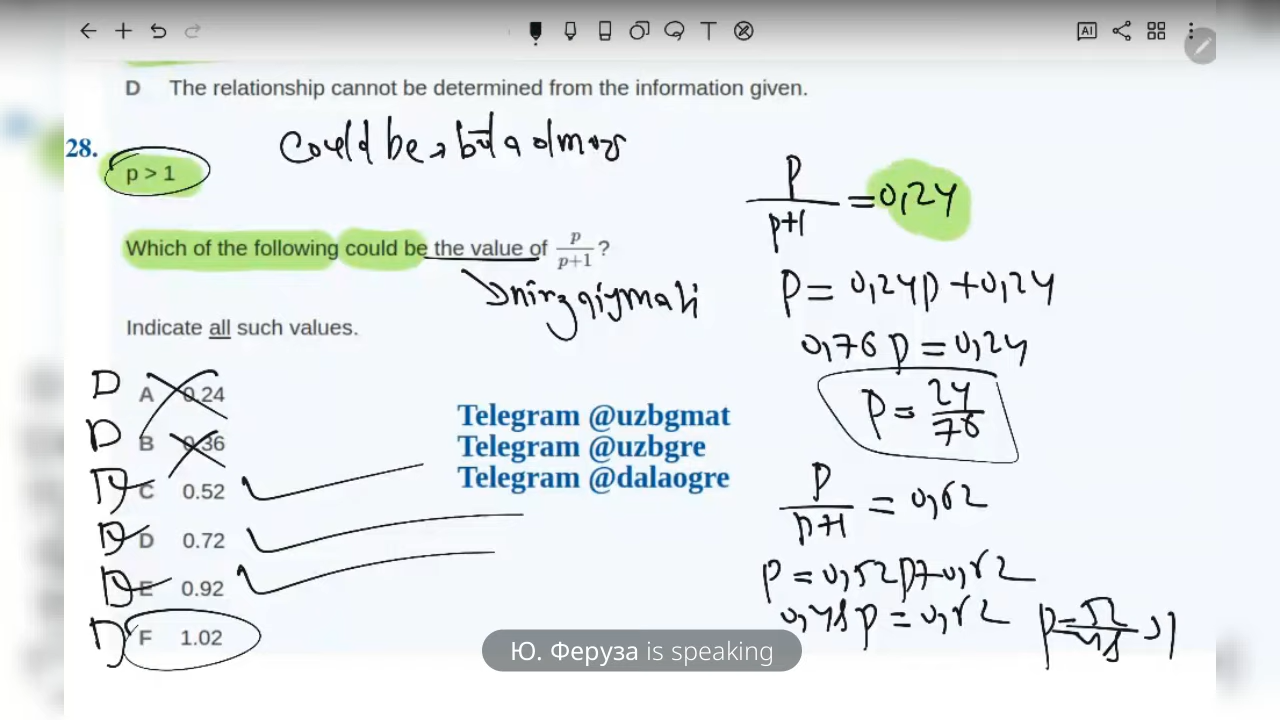 AI
D The relationship cannot be determined from the information given.
28.
Could be →
p > 1
p
p+1
= 0,24
Which of the following could be the value of p/p+1?
P = 0,24p + 0,24
Indicate all such values.
0,76 p = 0,24
P = 24/76
D A 0.24
D B 0.36
D C 0.52
D D 0.72
D E 0.92
D F 1.02
Telegram @uzbgmat
Telegram @uzbgre
Telegram @dalaogre
p
p+1
= 0,52
Ю. Феруза is speaking